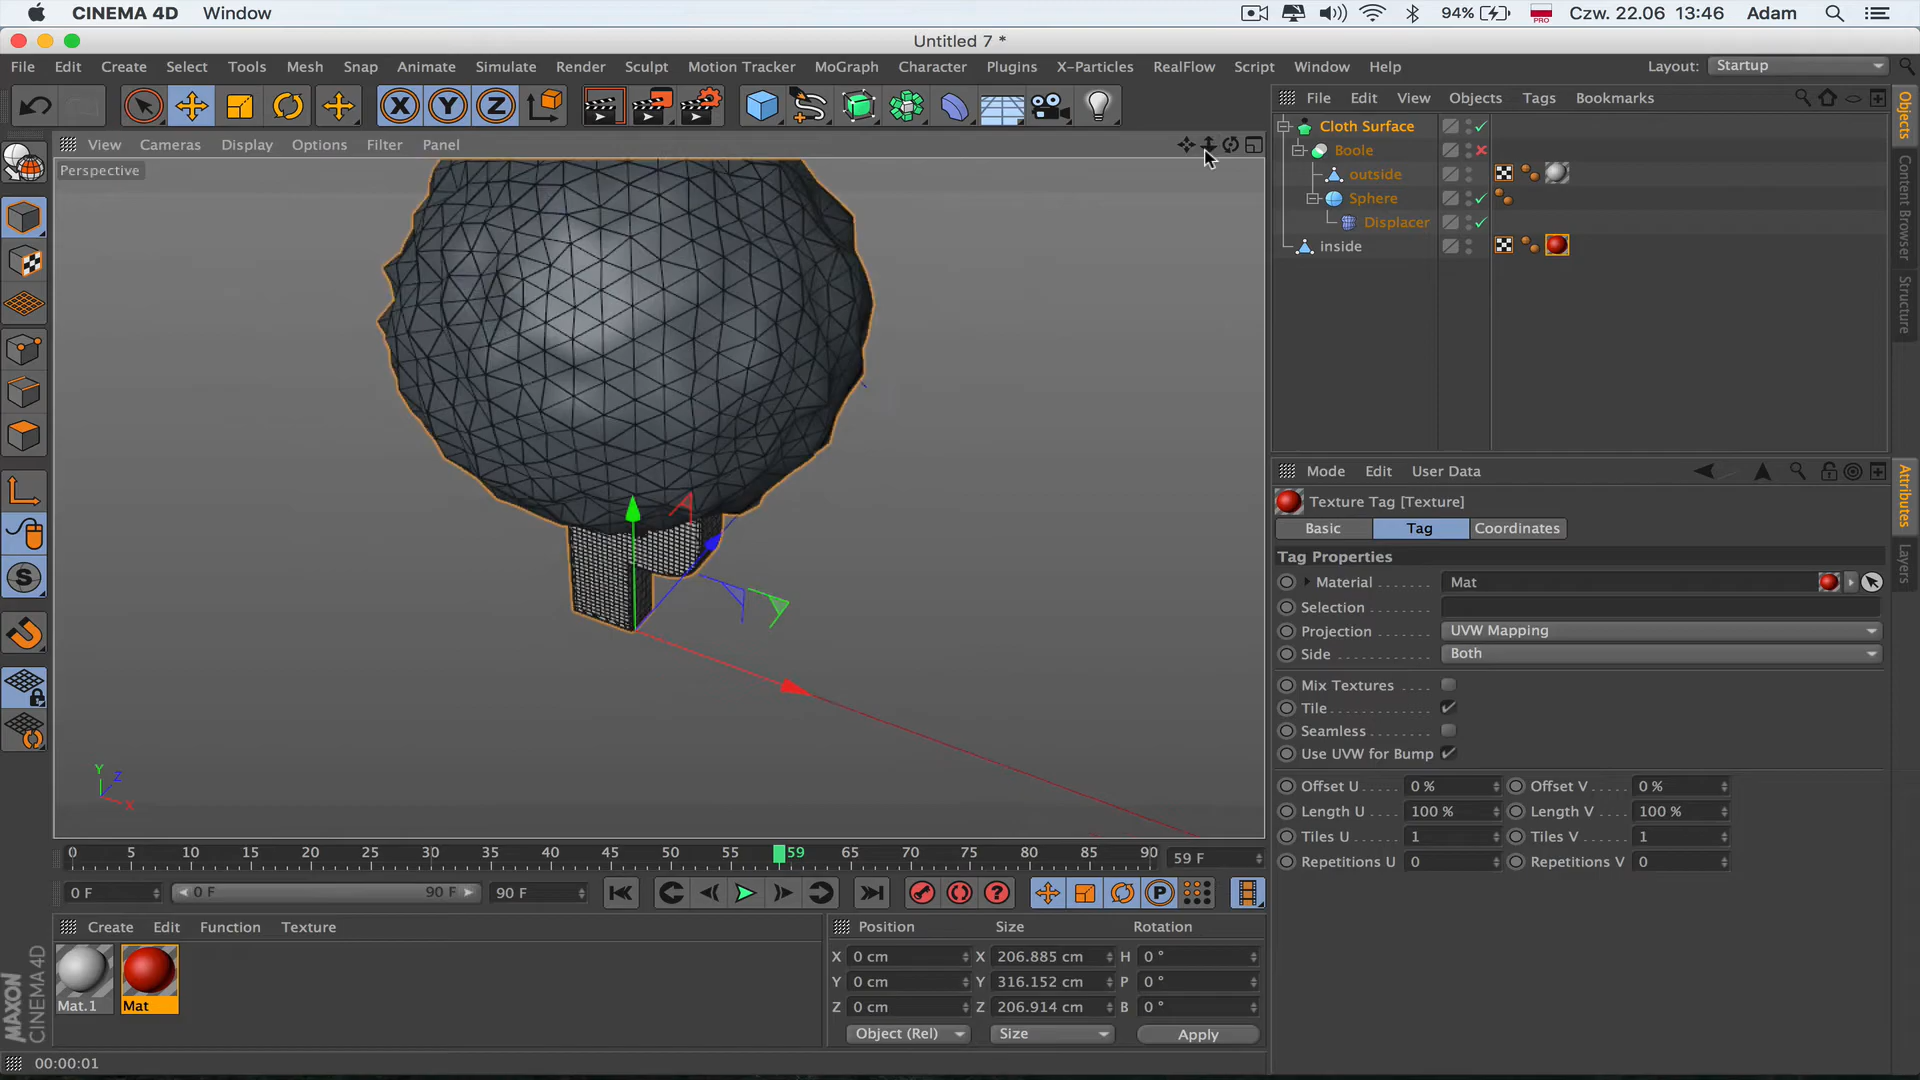 CINEMA 4D Window
94% PRO Czw. 22.06 13:46 Adam
Untitled 7 *
File Edit Create Select Tools Mesh Snap Animate Simulate Render Sculpt Motion Tracker MoGraph Character Plugins X-Particles RealFlow Script Window Help Layout: Startup
X Y Z
File Edit View Objects Tags Bookmarks
View Cameras Display Options Filter Panel
Perspective
Cloth Surface
Boole
outside
Sphere
Displacer
inside
Objects
Content Browser
Structure
Attributes
Layers
Mode Edit User Data
Texture Tag [Texture]
Basic Tag Coordinates
Tag Properties
Material Mat
Selection
Projection UVW Mapping
Side Both
Mix Textures
Tile
Seamless
Use UVW for Bump
Offset U 0 % Offset V 0 %
Length U 100 % Length V 100 %
Tiles U 1 Tiles V 1
Repetitions U 0 Repetitions V 0
Y Z X
0 5 10 15 20 25 30 35 40 45 50 55 59 65 70 75 80 85 90 59 F
0 F 0 F 90 F 90 F
Create Edit Function Texture
Mat.1 Mat
Position Size Rotation
X 0 cm X 206.885 cm H 0 °
Y 0 cm Y 316.152 cm P 0 °
Z 0 cm Z 206.914 cm B 0 °
Object (Rel) Size Apply
MAXON
CINEMA 4D
00:00:01